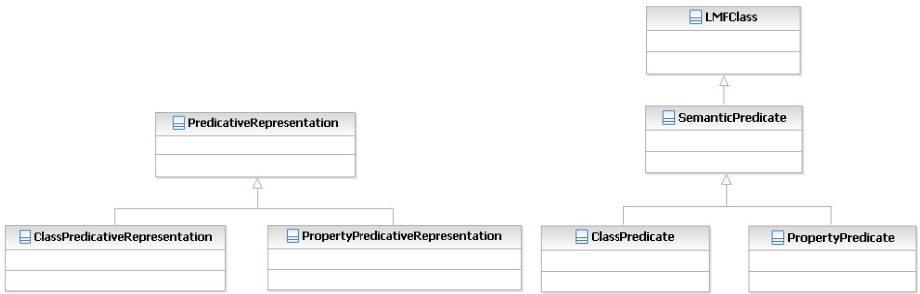 LMFClass
PredicativeRepresentation
SemanticPredicate
ClassPredicativeRepresentation
PropertyPredicativeRepresentation
ClassPredicate
PropertyPredicate